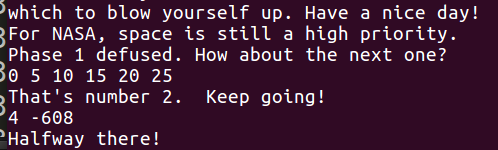 which to blow yourself up. Have a nice day!
For NASA, space is still a high priority.
Phase 1 defused. How about the next one?
0 5 10 15 20 25
That's number 2.  Keep going!
4 -608
Halfway there!